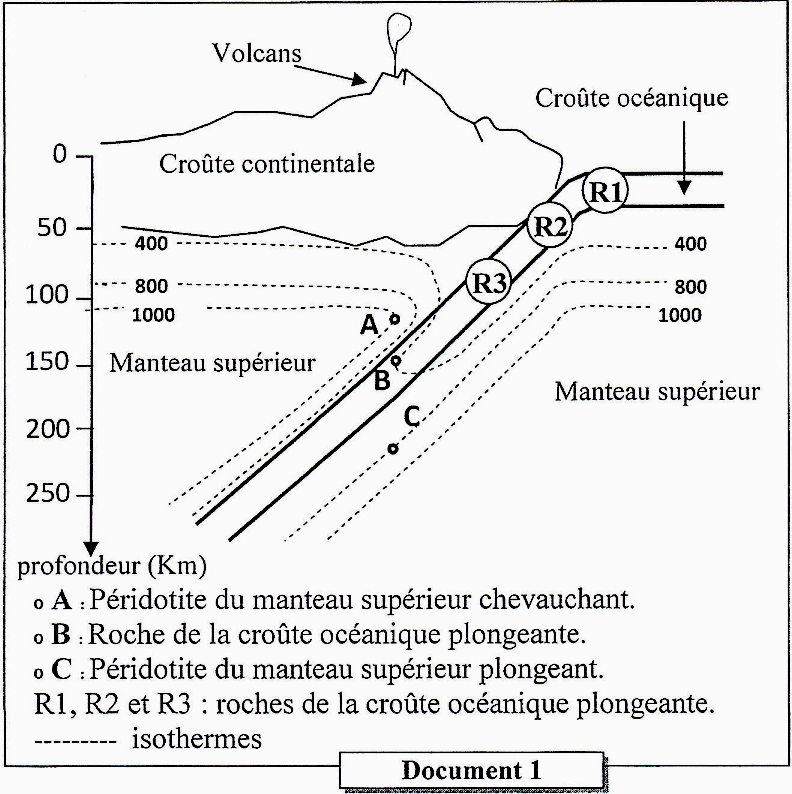 Volcans
Croûte océanique
0
Croûte continentale
R1
50
R2
400
400
800
R3
800
100
1000
1000
A
150
Manteau supérieur
B
Manteau supérieur
C
200
250
profondeur (Km)
o A : Péridotite du manteau supérieur chevauchant.
o B : Roche de la croûte océanique plongeante.
o C : Péridotite du manteau supérieur plongeant.
R1, R2 et R3 : roches de la croûte océanique plongeante.
--------- isothermes
Document 1